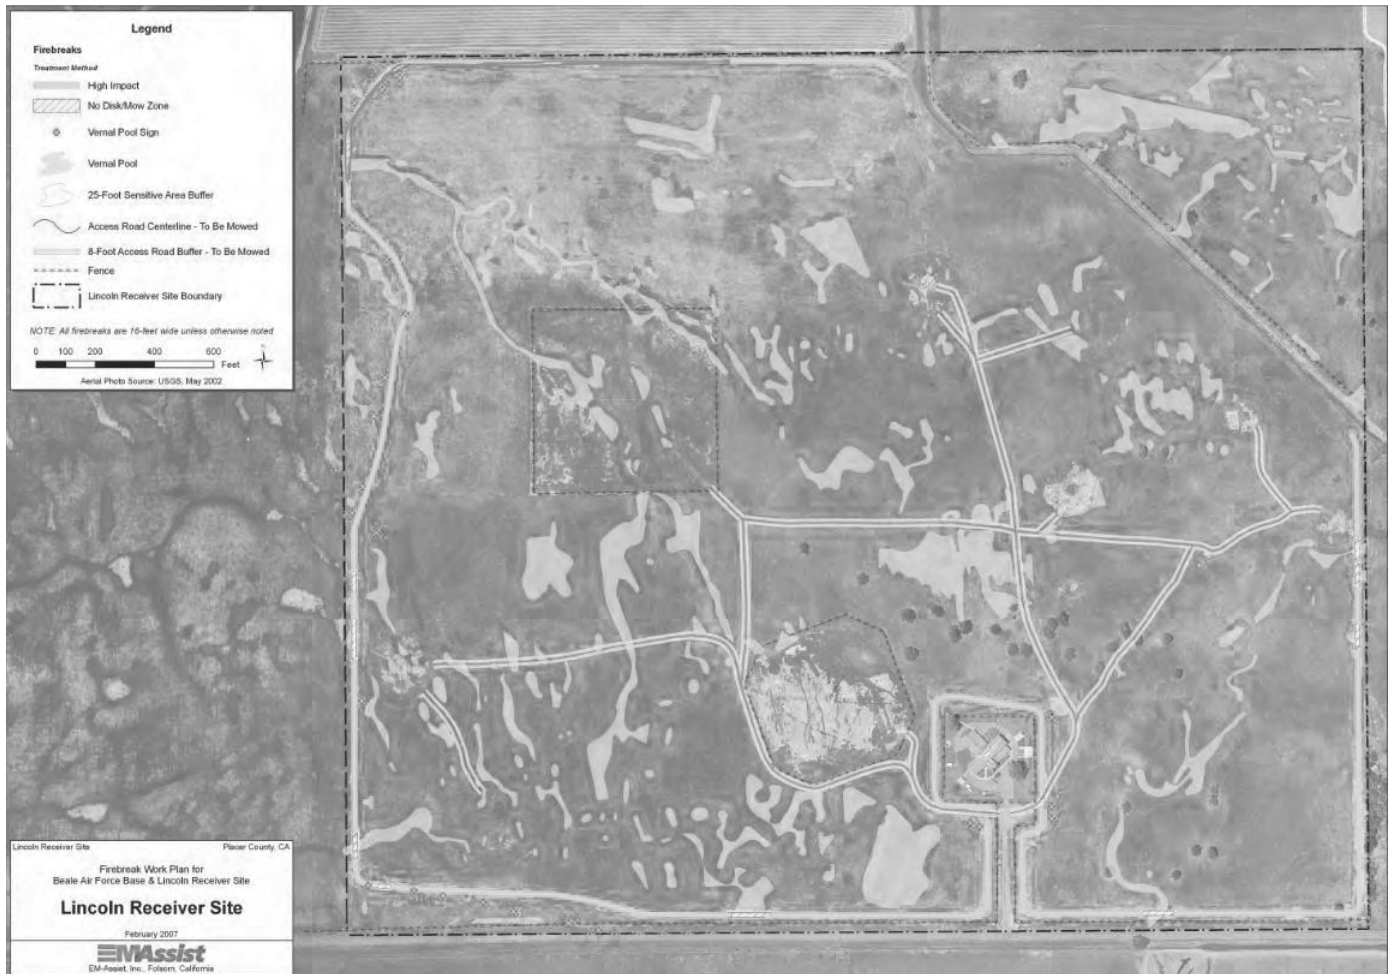 Legend
Firebreaks
Treatment Method
High Impact
No Disk/Mow Zone
Vernal Pool Sign
Vernal Pool
25-Foot Sensitive Area Buffer
Access Road Centerline - To Be Mowed
8-Foot Access Road Buffer - To Be Mowed
Fence
Lincoln Receiver Site Boundary
NOTE: All firebreaks are 16-feet wide unless otherwise noted
0 100 200 400 600
Feet
Aerial Photo Source: USGS, May 2002
Lincoln Receiver Site Placer County, CA
Firebreak Work Plan for
Beale Air Force Base & Lincoln Receiver Site
Lincoln Receiver Site
February 2007
EMAssist
EM-Assist, Inc., Folsom, California